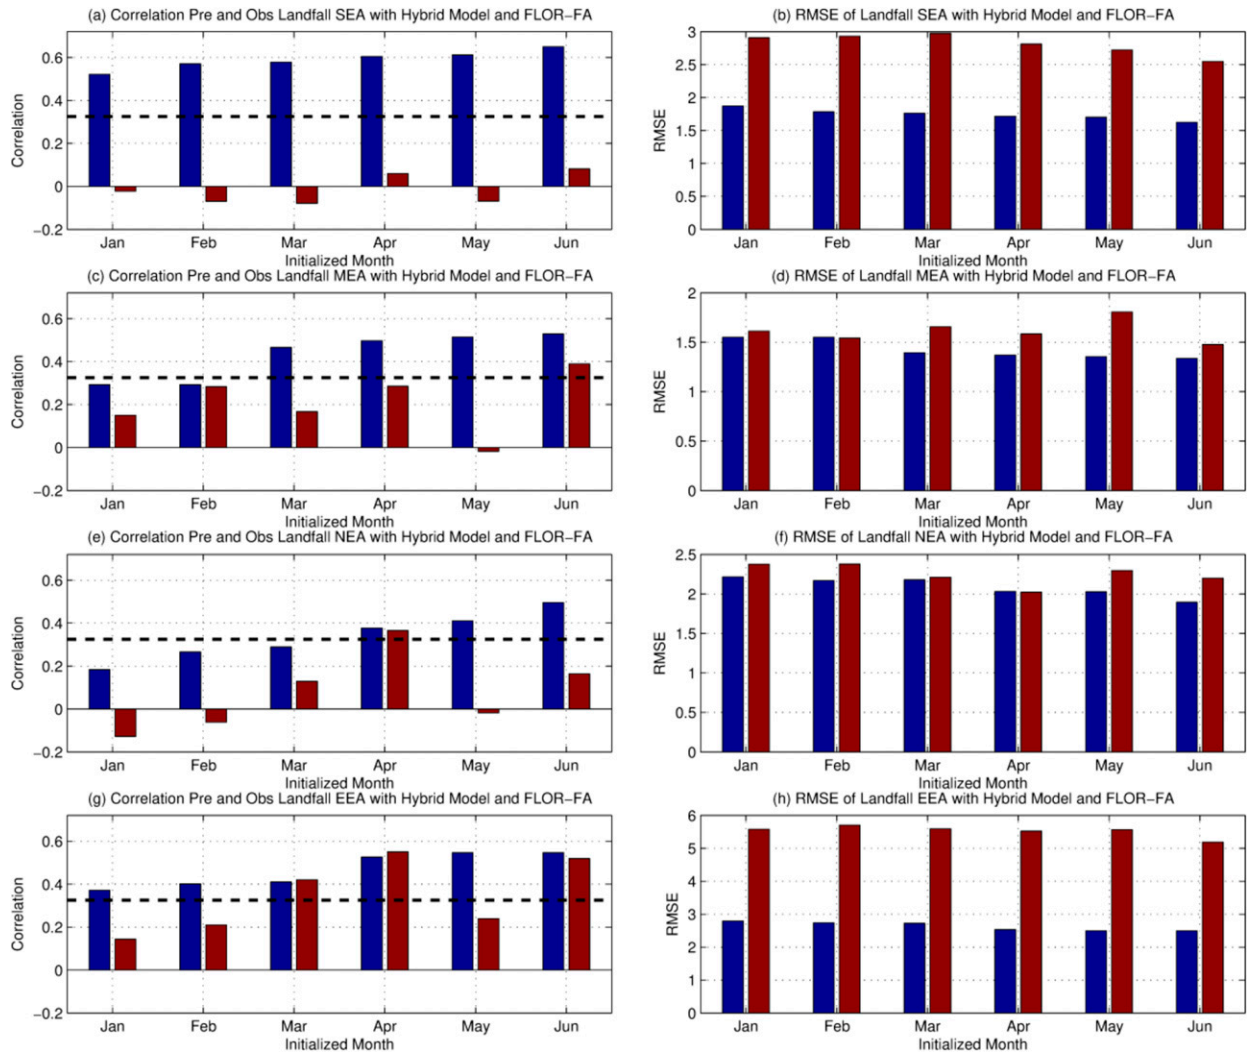 (a) Correlation Pre and Obs Landfall SEA with Hybrid Model and FLOR−FA
0.6
0.4
0.2
0
−0.2
Correlation
Jan Feb Mar Apr May Jun
Initialized Month
(b) RMSE of Landfall SEA with Hybrid Model and FLOR−FA
3
2.5
2
1.5
1
0.5
0
RMSE
Jan Feb Mar Apr May Jun
Initialized Month
(c) Correlation Pre and Obs Landfall MEA with Hybrid Model and FLOR−FA
0.6
0.4
0.2
0
−0.2
Correlation
Jan Feb Mar Apr May Jun
Initialized Month
(d) RMSE of Landfall MEA with Hybrid Model and FLOR−FA
2
1.5
1
0.5
0
RMSE
Jan Feb Mar Apr May Jun
Initialized Month
(e) Correlation Pre and Obs Landfall NEA with Hybrid Model and FLOR−FA
0.6
0.4
0.2
0
−0.2
Correlation
Jan Feb Mar Apr May Jun
Initialized Month
(f) RMSE of Landfall NEA with Hybrid Model and FLOR−FA
2.5
2
1.5
1
0.5
0
RMSE
Jan Feb Mar Apr May Jun
Initialized Month
(g) Correlation Pre and Obs Landfall EEA with Hybrid Model and FLOR−FA
0.6
0.4
0.2
0
−0.2
Correlation
Jan Feb Mar Apr May Jun
Initialized Month
(h) RMSE of Landfall EEA with Hybrid Model and FLOR−FA
6
5
4
3
2
1
0
RMSE
Jan Feb Mar Apr May Jun
Initialized Month